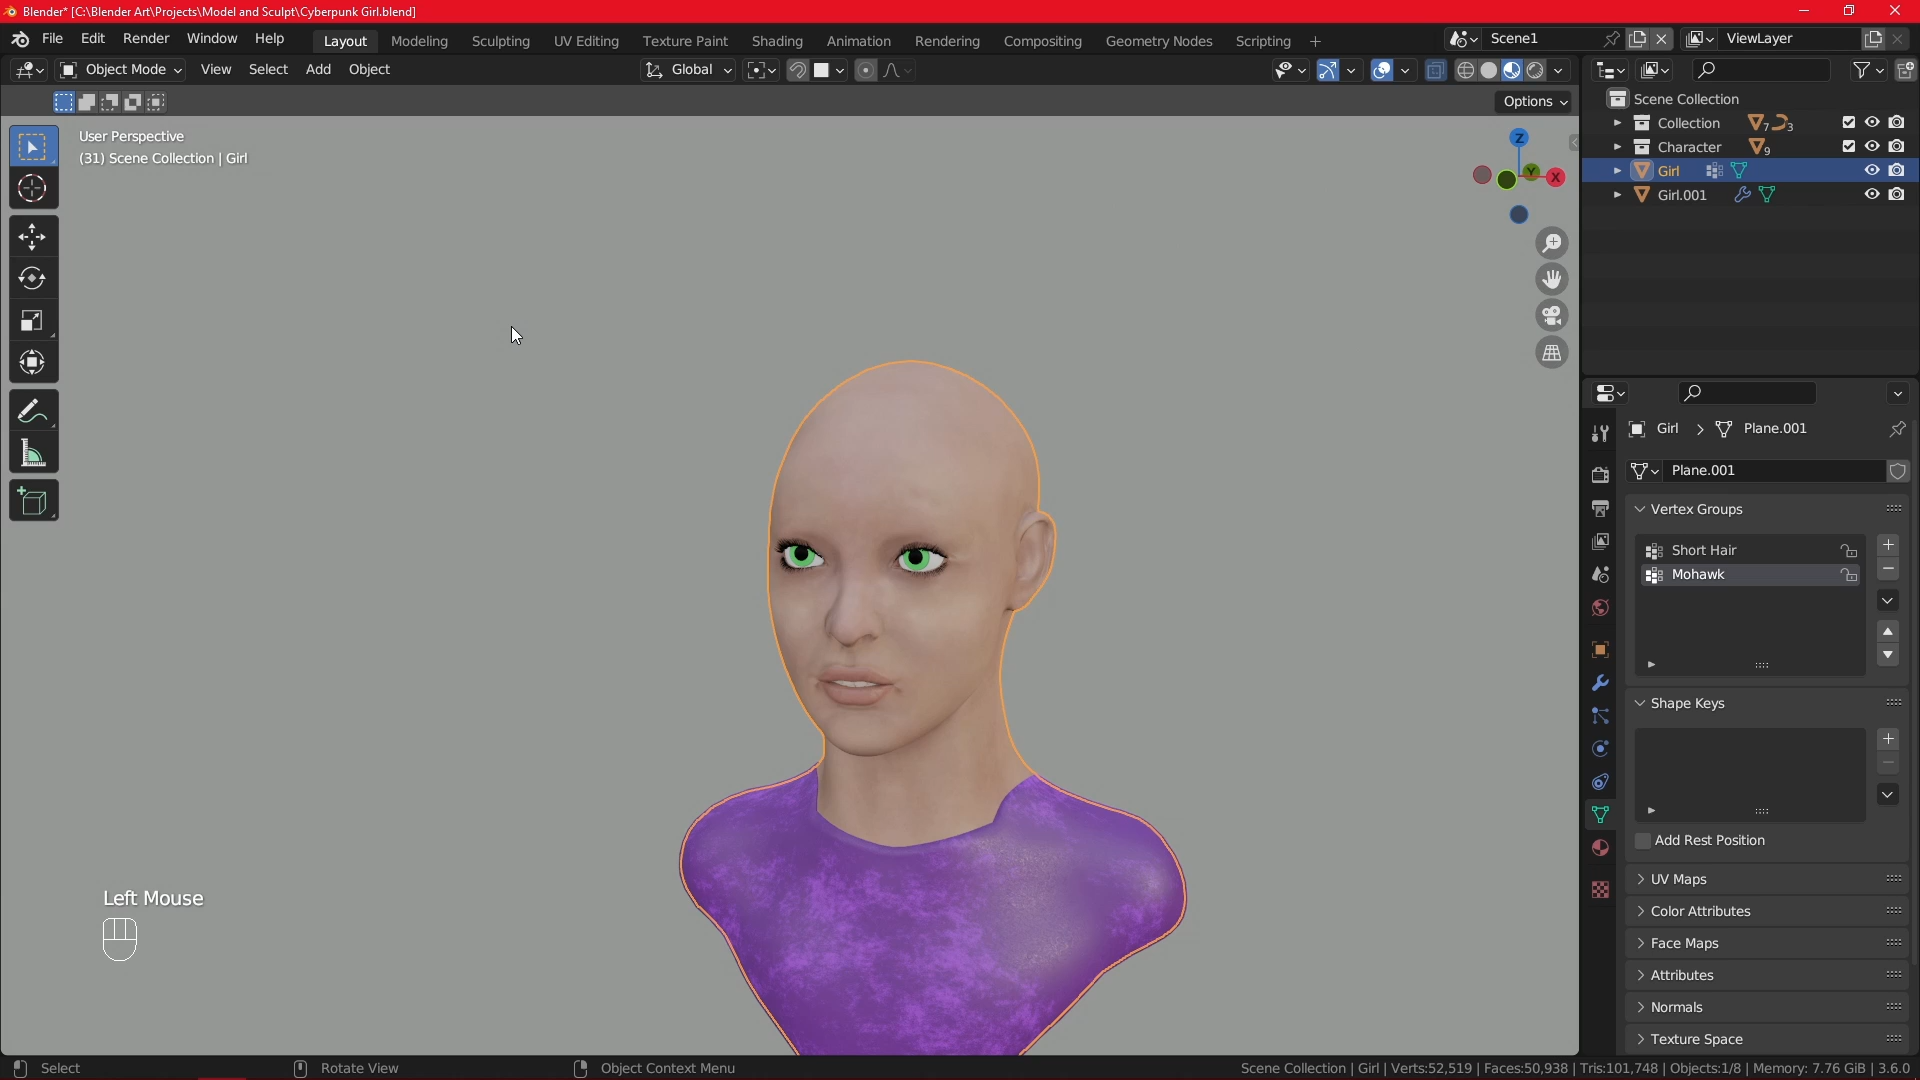 Blender* [C:\Blender Art\Projects\Model and Sculpt\Cyberpunk Girl.blend]
File Edit Render Window Help Layout Modeling Sculpting UV Editing Texture Paint Shading Animation Rendering Compositing Geometry Nodes Scripting + Scene1 ViewLayer
Object Mode View Select Add Object Global
Options
User Perspective
(31) Scene Collection | Girl
Z
Y
X
Scene Collection
Collection 7 3
Character 9
Girl
Girl.001
Girl > Plane.001
Plane.001
Vertex Groups
Short Hair
Mohawk
Shape Keys
Add Rest Position
UV Maps
Color Attributes
Face Maps
Attributes
Normals
Texture Space
Left Mouse
Select Rotate View Object Context Menu Scene Collection | Girl | Verts:52,519 | Faces:50,938 | Tris:101,748 | Objects:1/8 | Memory: 7.76 GiB | 3.6.0